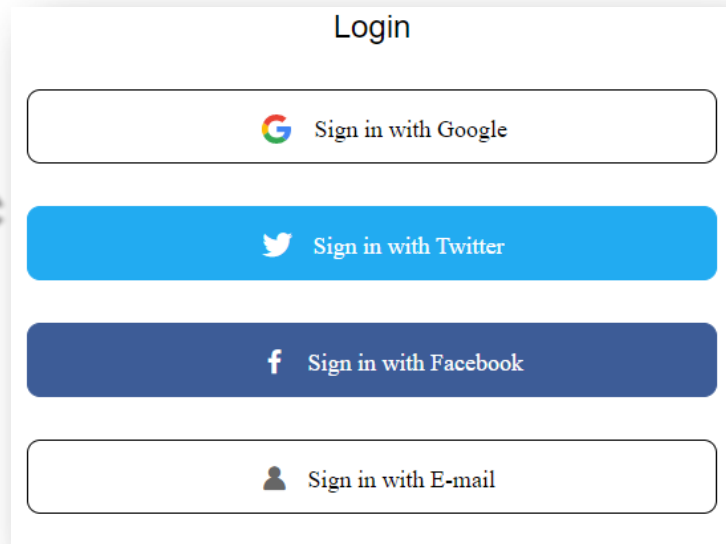 Login
Sign in with Google
Sign in with Twitter
Sign in with Facebook
Sign in with E-mail